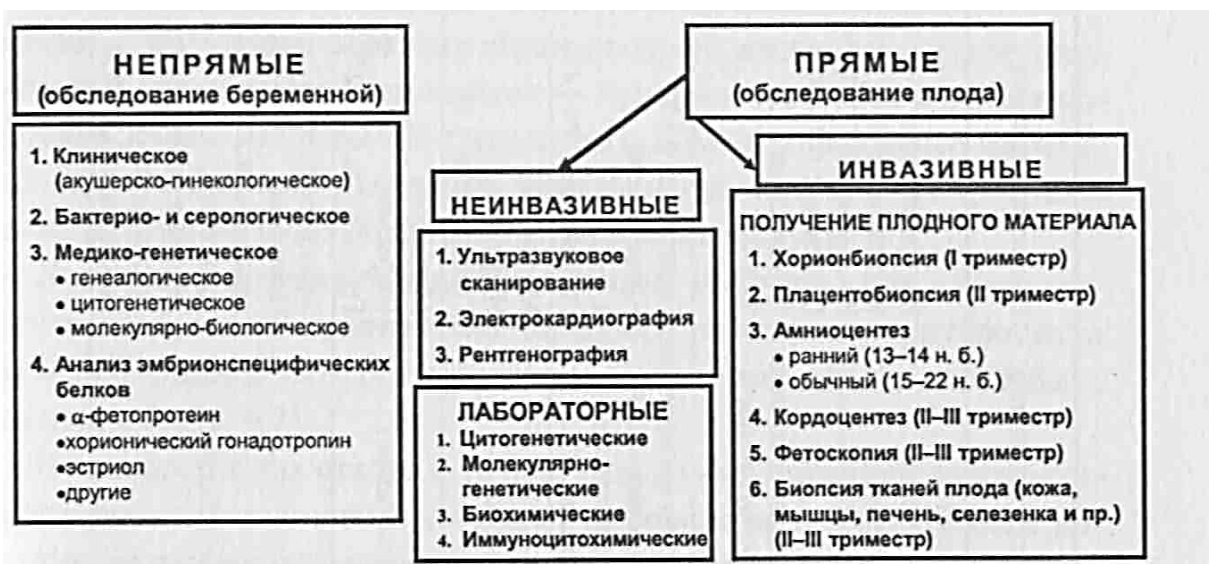 НЕПРЯМЫЕ
(обследование беременной)
1. Клиническое
(акушерско-гинекологическое)
2. Бактерио- и серологическое
3. Медико-генетическое
• генеалогическое
• цитогенетическое
• молекулярно-биологическое
4. Анализ эмбрионспецифических
белков
• α-фетопротеин
•хорионический гонадотропин
•эстриол
•другие
ПРЯМЫЕ
(обследование плода)
НЕИНВАЗИВНЫЕ
1. Ультразвуковое
сканирование
2. Электрокардиография
3. Рентгенография
ЛАБОРАТОРНЫЕ
1. Цитогенетические
2. Молекулярно-
генетические
3. Биохимические
4. Иммуноцитохимические
ИНВАЗИВНЫЕ
ПОЛУЧЕНИЕ ПЛОДНОГО МАТЕРИАЛА
1. Хорионбиопсия (I триместр)
2. Плацентобиопсия (II триместр)
3. Амниоцентез
• ранний (13–14 н. б.)
• обычный (15–22 н. б.)
4. Кордоцентез (II–III триместр)
5. Фетоскопия (II–III триместр)
6. Биопсия тканей плода (кожа,
мышцы, печень, селезенка и пр.)
(II–III триместр)